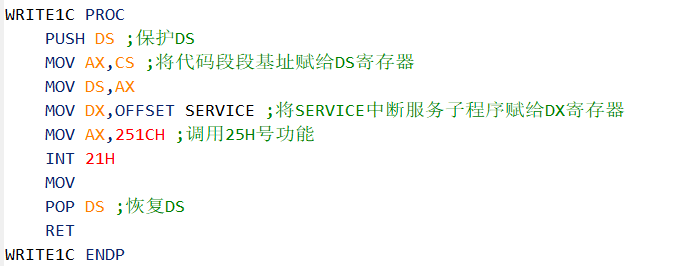 WRITE1C PROC
PUSH DS ;保护DS
MOV AX,CS ;将代码段段基址赋给DS寄存器
MOV DS,AX
MOV DX,OFFSET SERVICE ;将SERVICE中断服务子程序赋给DX寄存器
MOV AX,251CH ;调用25H号功能
INT 21H
MOV
POP DS ;恢复DS
RET
WRITE1C ENDP